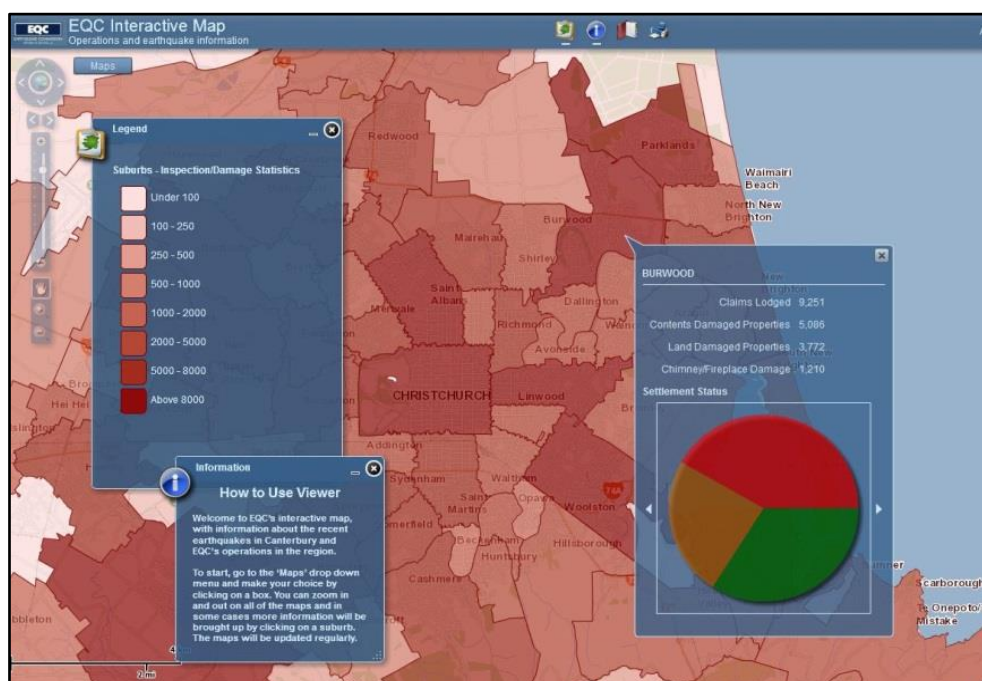 EQC
EQC Interactive Map
Operations and earthquake information
Maps
Legend
Suburbs - Inspection/Damage Statistics
Under 100
100 - 250
250 - 500
500 - 1000
1000 - 2000
2000 - 5000
5000 - 8000
Above 8000
Information
How to Use Viewer
Welcome to EQC's interactive map,
with information about the recent
earthquakes in Canterbury and
EQC's operations in the region.
To start, go to the 'Maps' drop down
menu and make your choice by
clicking on a box. You can zoom in
and out on all of the maps and in
some cases more information will be
brought up by clicking on a suburb.
The maps will be updated regularly.
Redwood
Parklands
Waimairi
Beach
North New
Brighton
Burwood
Mairehau
Shirley
Saint
Albans
Merivale
Dallington
Richmond
Avonside
CHRISTCHURCH
Linwood
Hei Hei
Addington
Sydenham
Waltham
Saint
Martins
Opawa
Woolston
74A
Beckenham
Huntsbury
Hillsborough
Cashmere
Scarborough
Te Onepoto/
Mistake
BURWOOD
Claims Lodged 9,251
Contents Damaged Properties 5,086
Land Damaged Properties 3,772
Chimney/Fireplace Damage 1,210
Settlement Status
2 mi